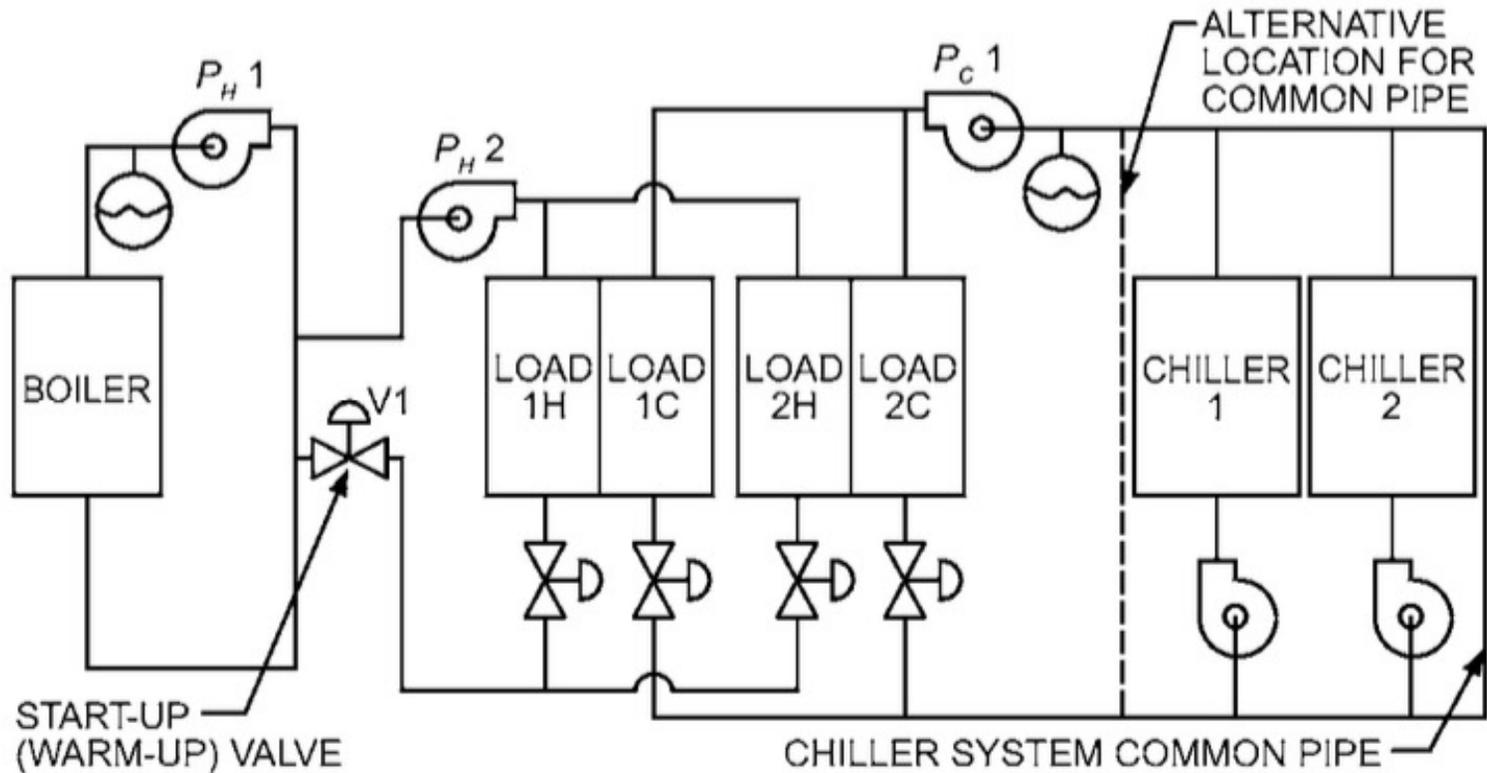 ALTERNATIVE
LOCATION FOR
COMMON PIPE
P_H 1
P_C 1
P_H 2
BOILER
V1
LOAD
1H
LOAD
1C
LOAD
2H
LOAD
2C
CHILLER
1
CHILLER
2
START-UP
(WARM-UP) VALVE
CHILLER SYSTEM COMMON PIPE